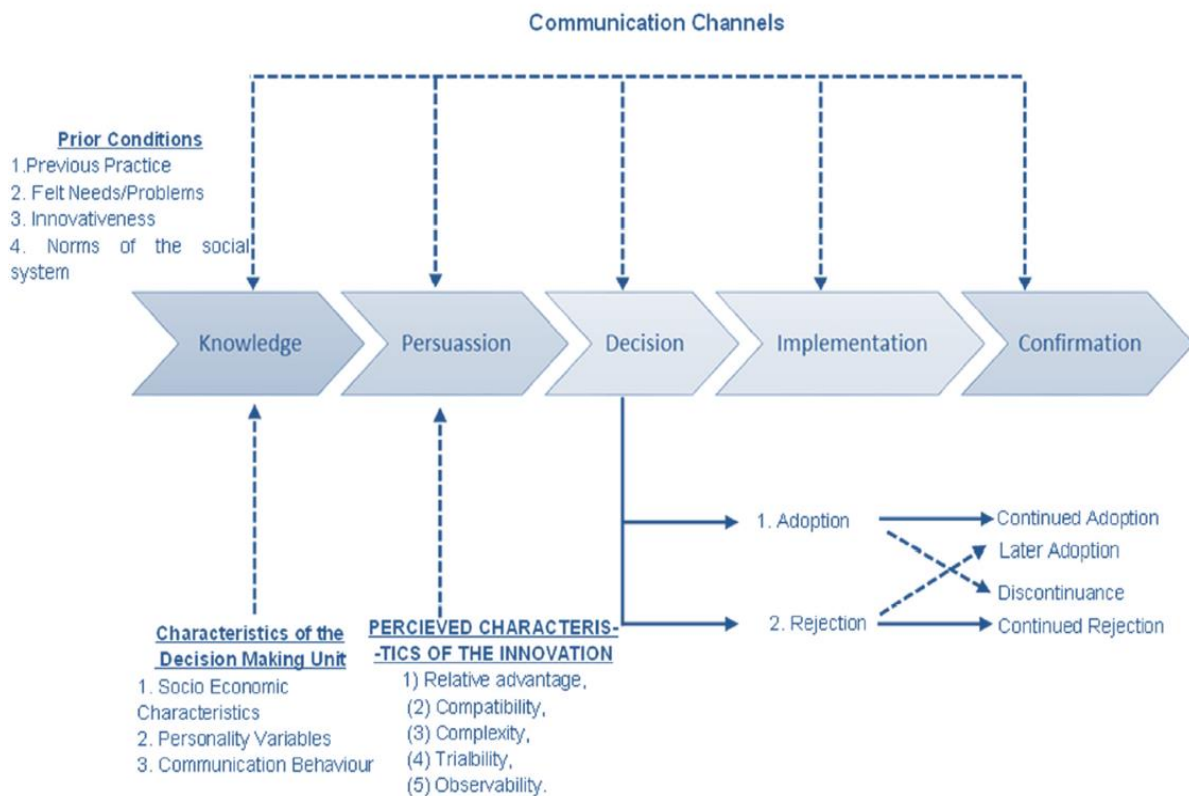 Communication Channels
Prior Conditions
1.Previous Practice
2. Felt Needs/Problems
3. Innovativeness
4. Norms of the social
system
Knowledge
Persuassion
Decision
Implementation
Confirmation
1. Adoption
Continued Adoption
Later Adoption
Discontinuance
2. Rejection
Continued Rejection
Characteristics of the
Decision Making Unit
1. Socio Economic
Characteristics
2. Personality Variables
3. Communication Behaviour
PERCIEVED CHARACTERIS-
-TICS OF THE INNOVATION
1) Relative advantage,
(2) Compatibility,
(3) Complexity,
(4) Trialbility,
(5) Observability.